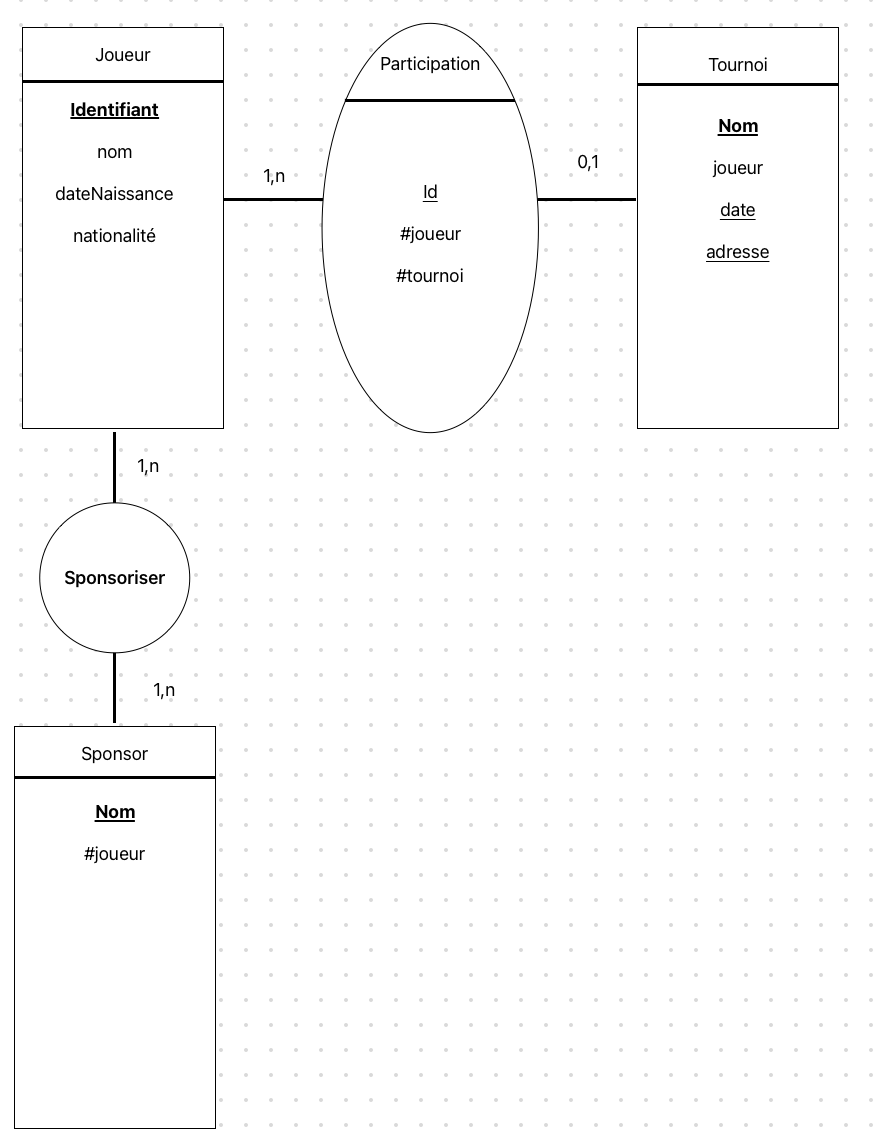 Joueur
Identifiant
nom
dateNaissance
nationalité
1,n
Participation
Id
#joueur
#tournoi
0,1
Tournoi
Nom
joueur
date
adresse
1,n
Sponsoriser
1,n
Sponsor
Nom
#joueur